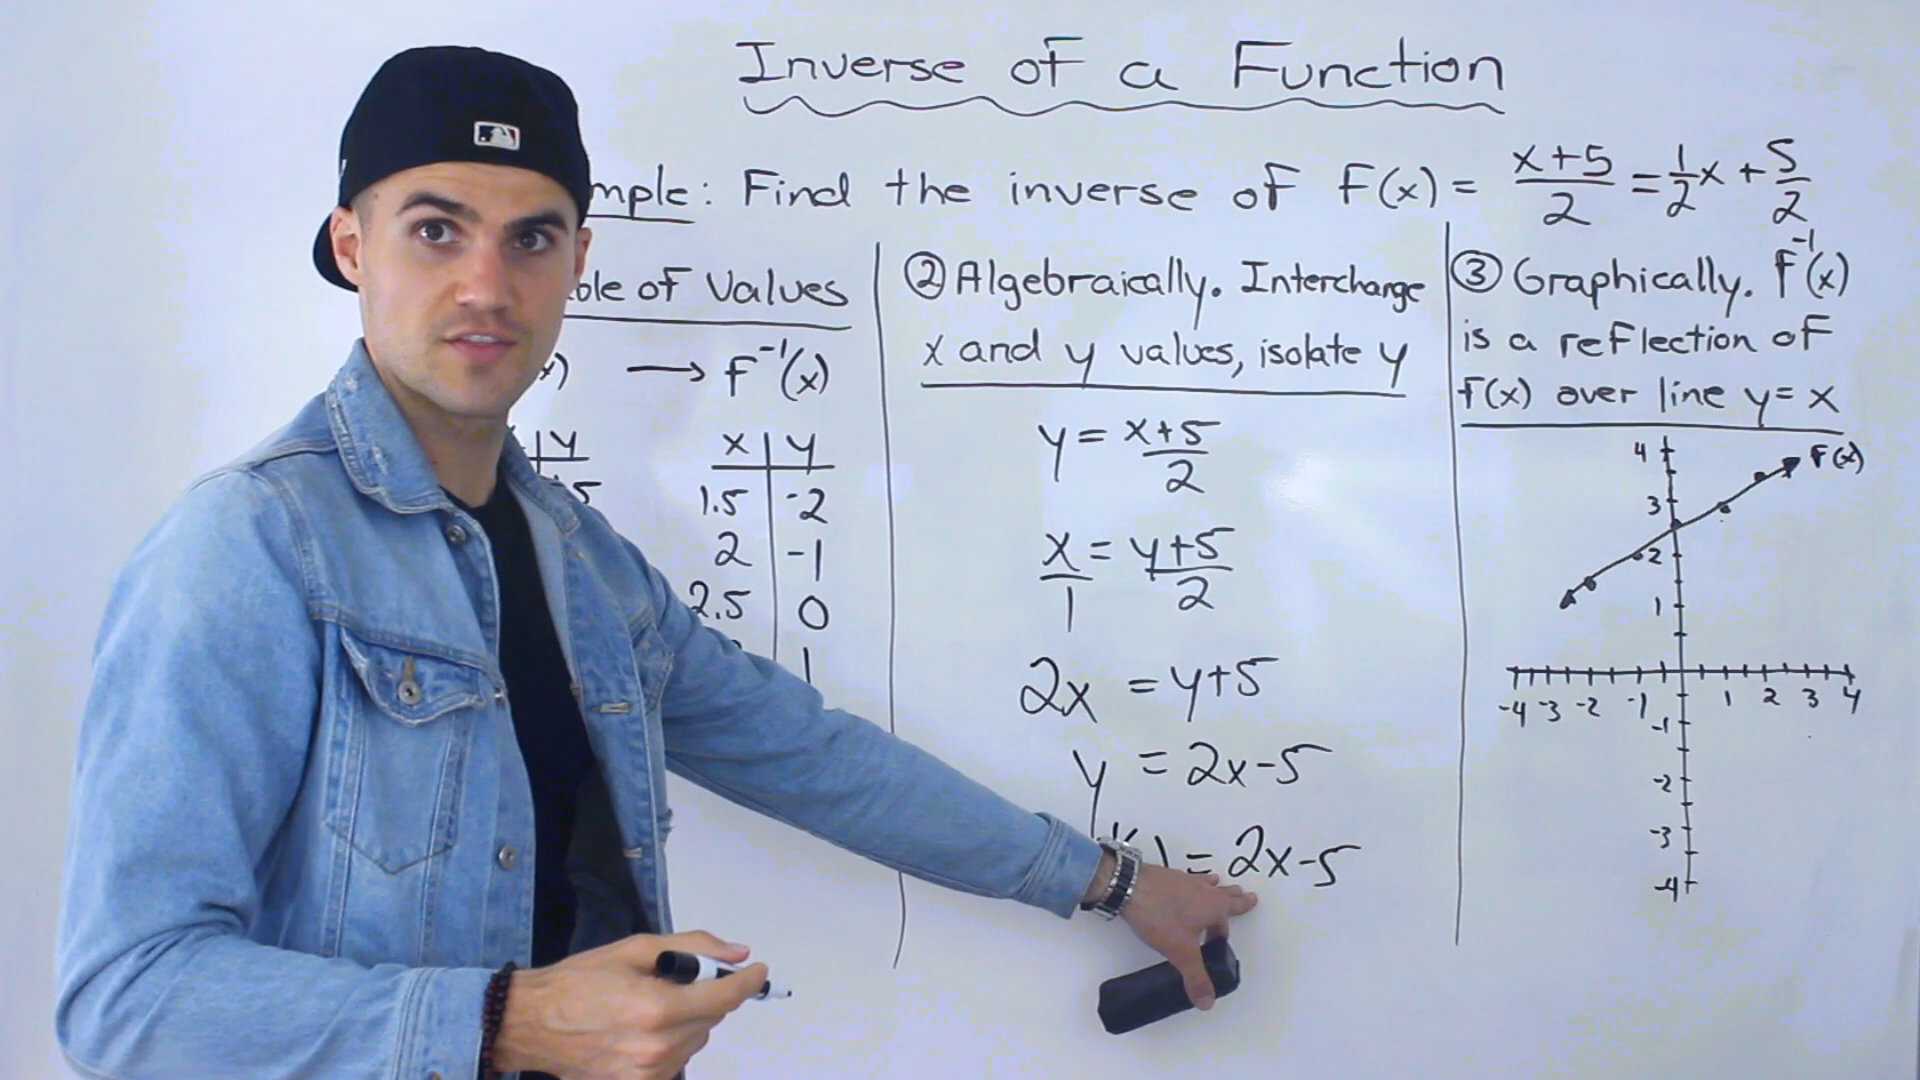 Inverse of a Function
mple: Find the inverse of F(x) = x+5/2 = 1/2 x + 5/2
ble of Values
x) → F⁻¹(x)
y
.5
x | y
1.5 | -2
2 | -1
2.5 | 0
1
② Algebraically. Interchange
x and y values, isolate y
y = x+5/2
x/1 = y+5/2
2x = y+5
y = 2x-5
) = 2x-5
③ Graphically. F⁻¹(x)
is a reflection of
f(x) over line y = x
F(x)
4
3
2
1
-4 -3 -2 -1 1 2 3 4
-1
-2
-3
-4